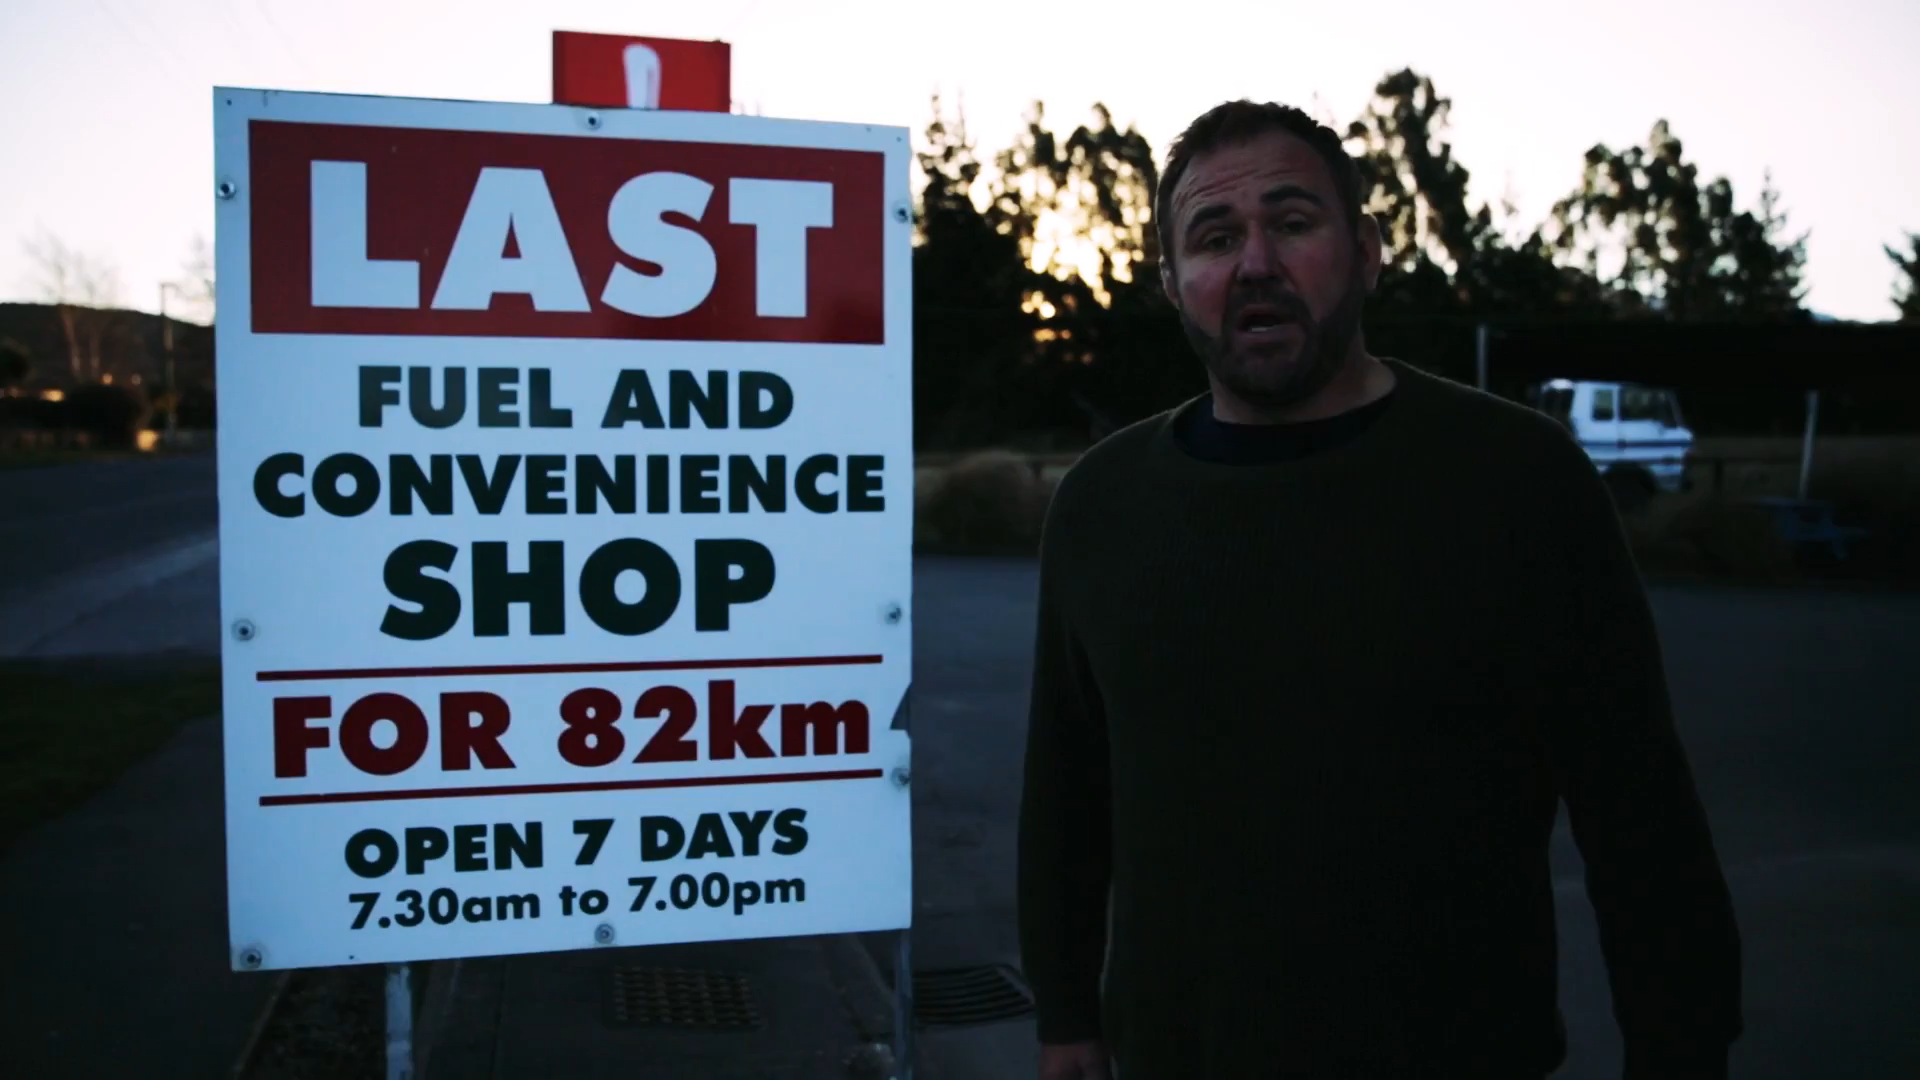 LAST
FUEL AND
CONVENIENCE
SHOP
FOR 82km
OPEN 7 DAYS
7.30am to 7.00pm